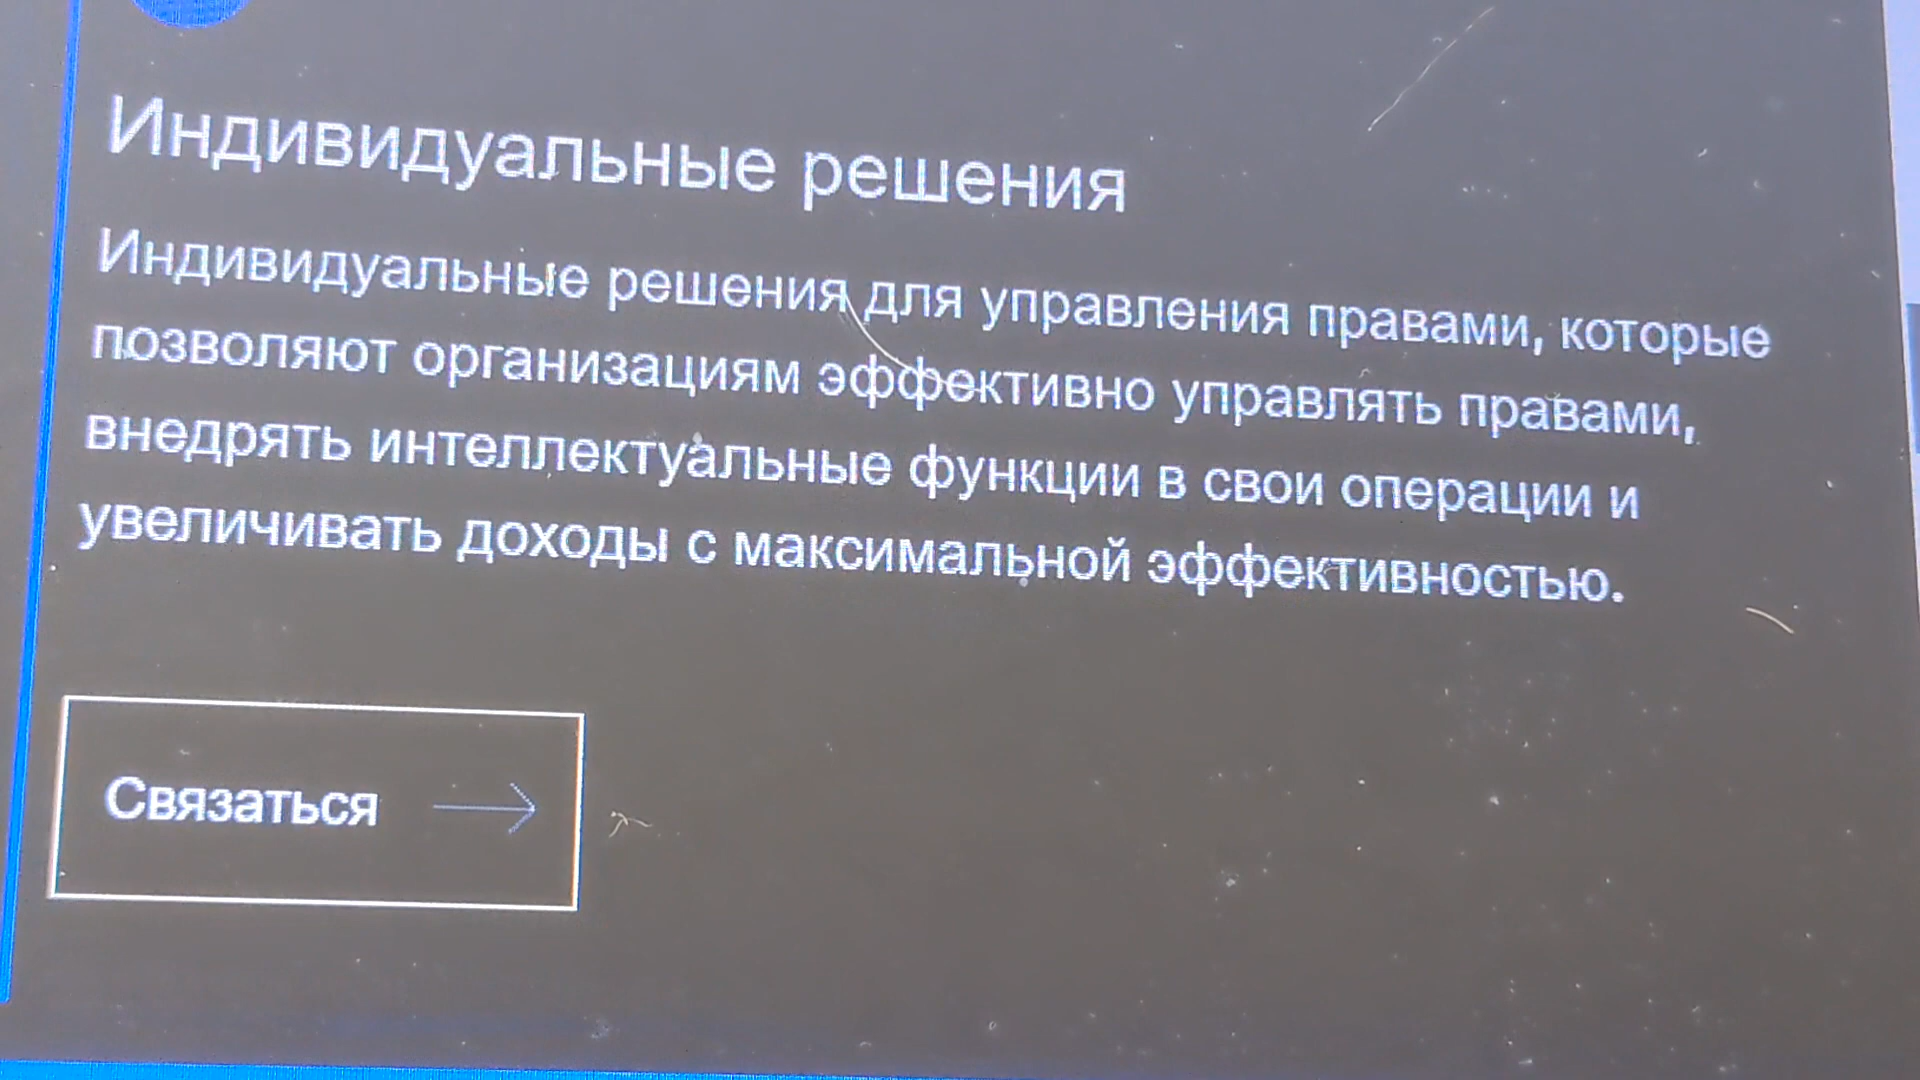 Индивидуальные решения
Индивидуальные решения для управления правами, которые
позволяют организациям эффективно управлять правами,
внедрять интеллектуальные функции в свои операции и
увеличивать доходы с максимальной эффективностью.
Связаться